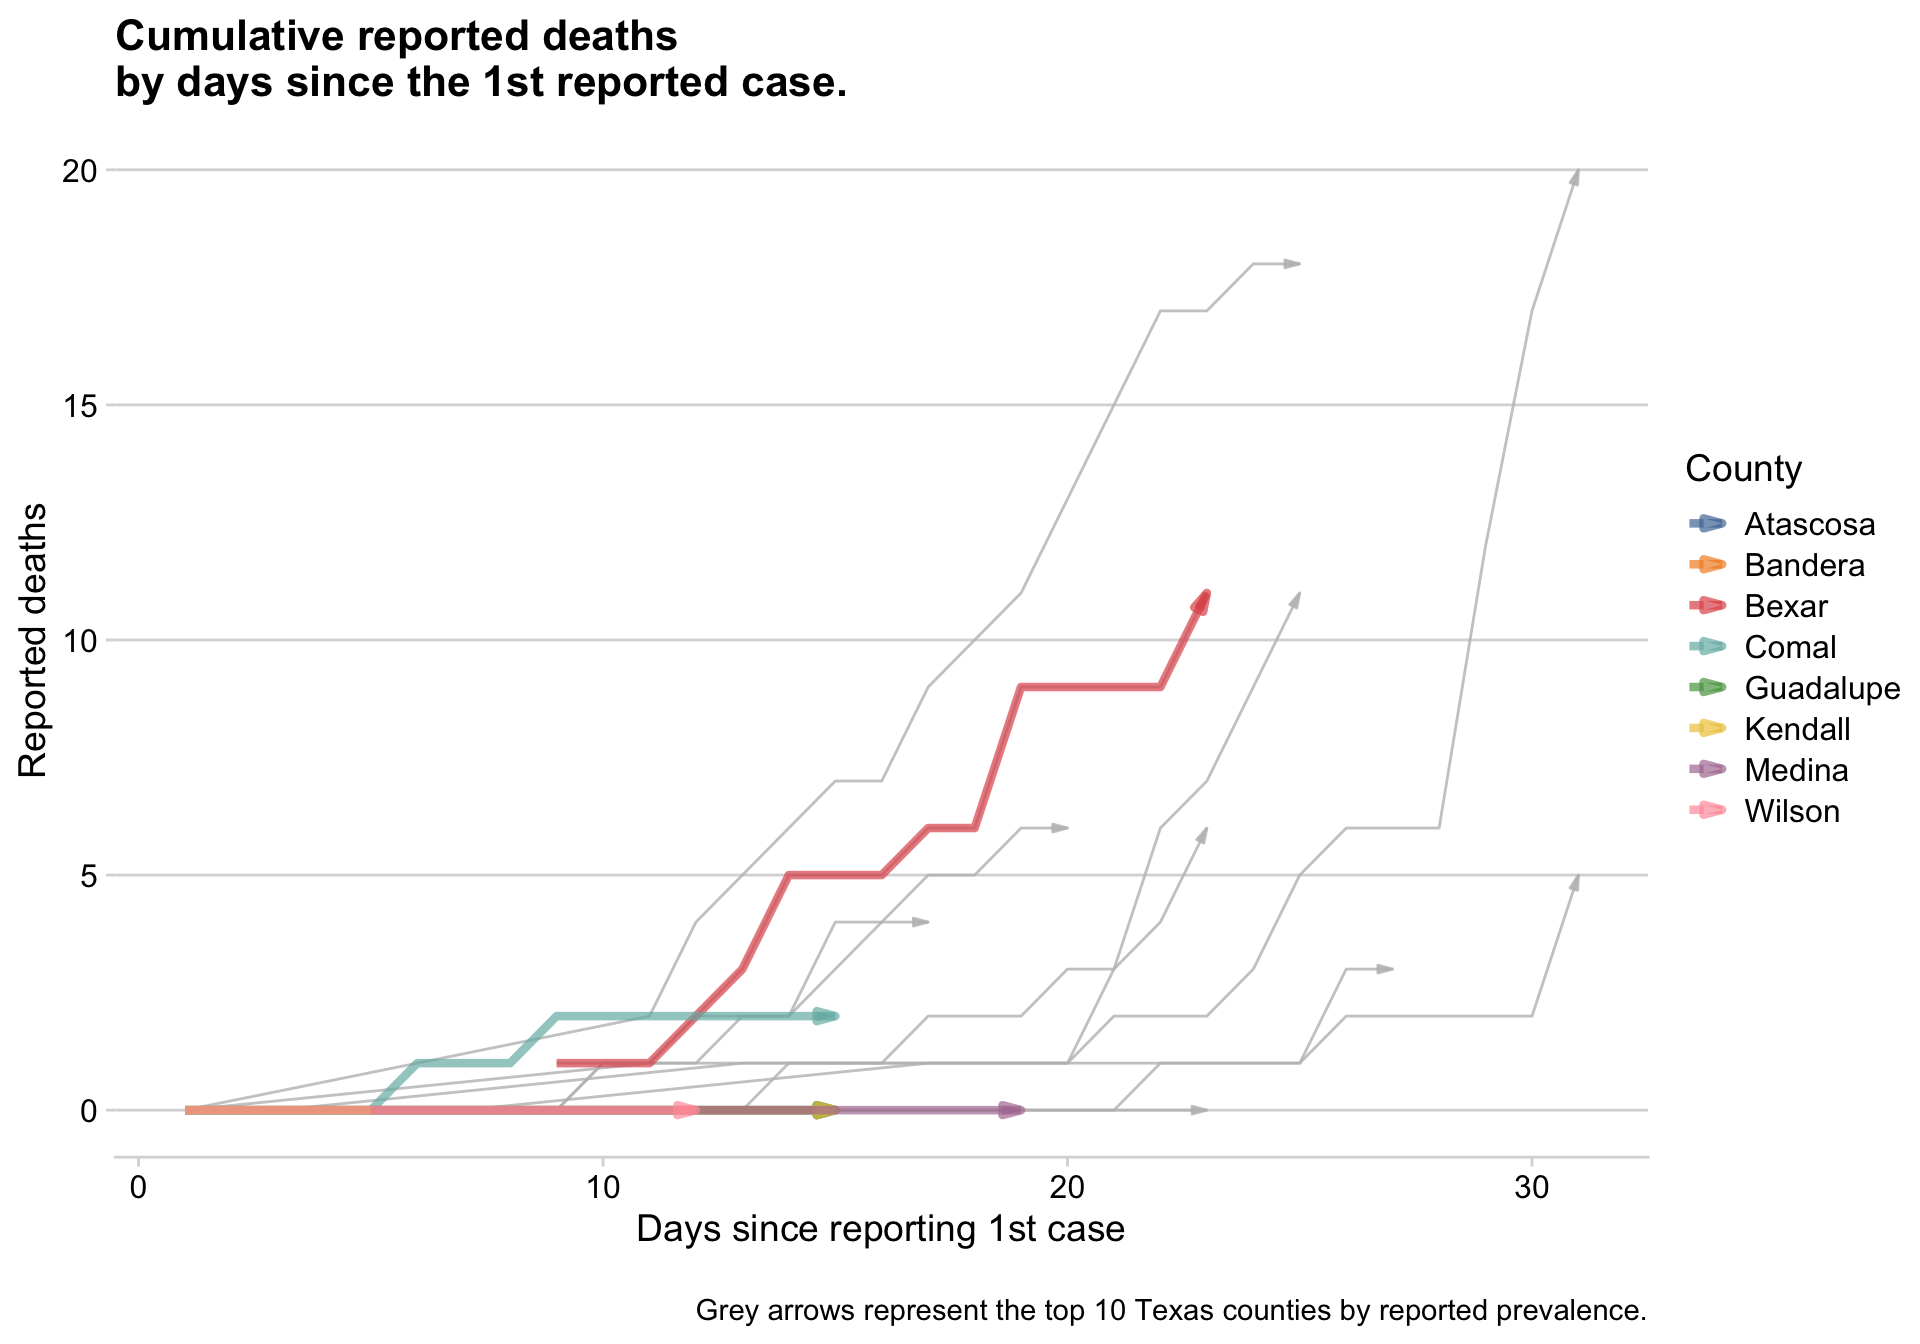 Cumulative reported deaths
by days since the 1st reported case.
20
15
10
5
0
Reported deaths
0 10 20 30
Days since reporting 1st case
County
Atascosa
Bandera
Bexar
Comal
Guadalupe
Kendall
Medina
Wilson
Grey arrows represent the top 10 Texas counties by reported prevalence.